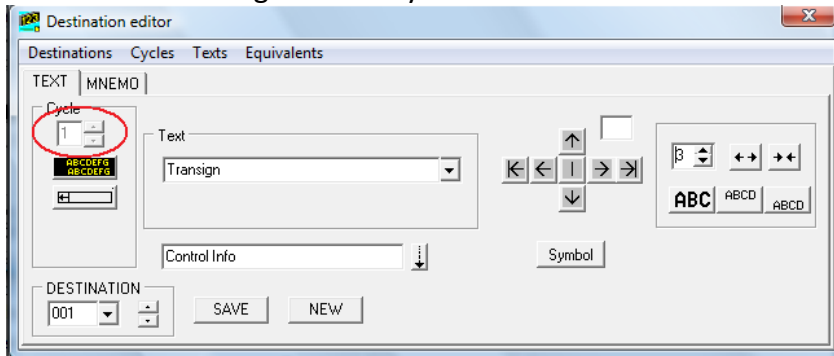 Destination editor
Destinations Cycles Texts Equivalents
TEXT MNEMO
Cycle
1
Text
3
ABCDEFG
ABCDEFG
Transign
ABC ABCD ABCD
Control Info
Symbol
DESTINATION
001 SAVE NEW